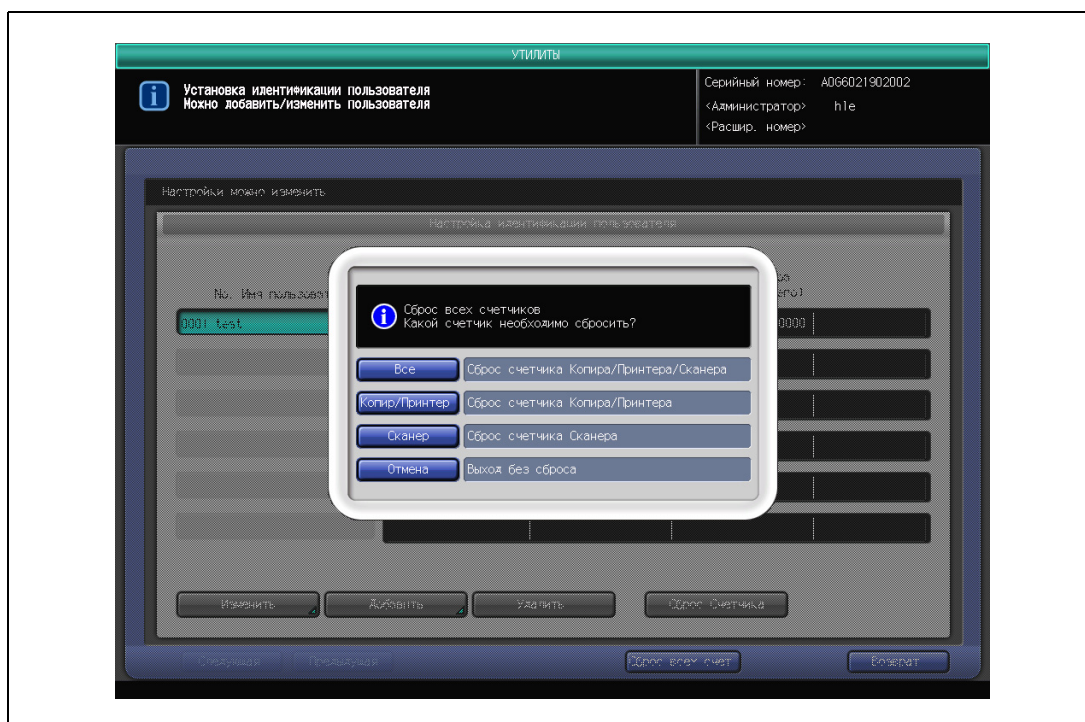 УТИЛИТЫ
Установка идентификации пользователя
Можно добавить/изменить пользователя
Серийный номер: A0G6021902002
<Администратор> hle
<Расшир. номер>
Настройки можно изменить
Настройка идентификации пользователя
No. Имя пользоват
0001 test
0000
Сброс всех счетчиков
Какой счетчик необходимо сбросить?
Все Сброс счетчика Копира/Принтера/Сканера
Копир/Принтер Сброс счетчика Копира/Принтера
Сканер Сброс счетчика Сканера
Отмена Выход без сброса
Изменить Добавить Удалить Сброс Счетчика
Следующая Предыдущая Сброс всех счет Возврат